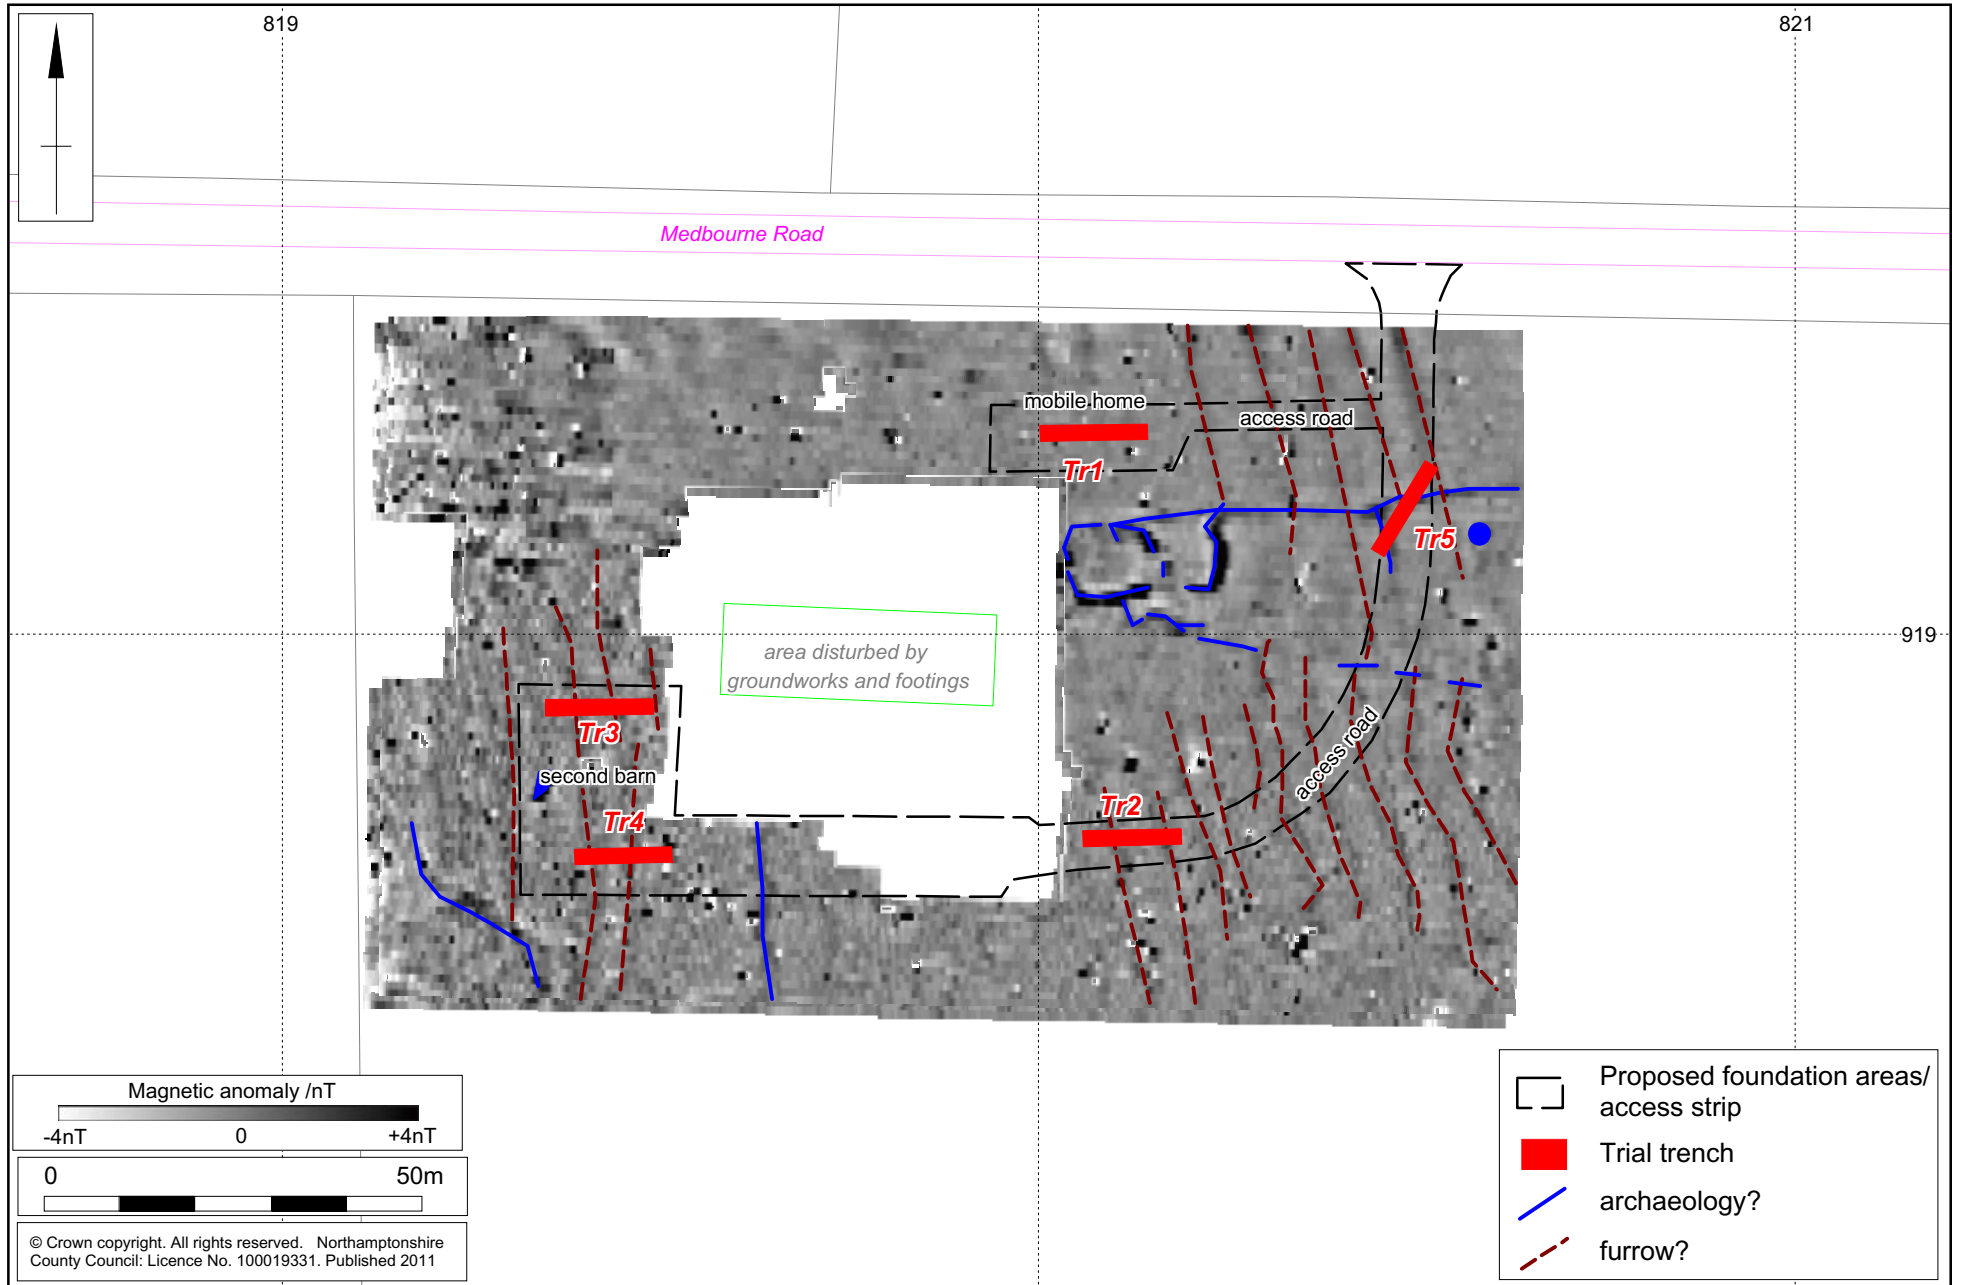 819
821
Medbourne Road
mobile home
access road
Tr1
Tr5
919
area disturbed by
groundworks and footings
Tr3
second barn
access road
Tr2
Tr4
Magnetic anomaly /nT
-4nT 0 +4nT
0 50m
© Crown copyright. All rights reserved. Northamptonshire
County Council: Licence No. 100019331. Published 2011
Proposed foundation areas/
access strip
Trial trench
archaeology?
furrow?